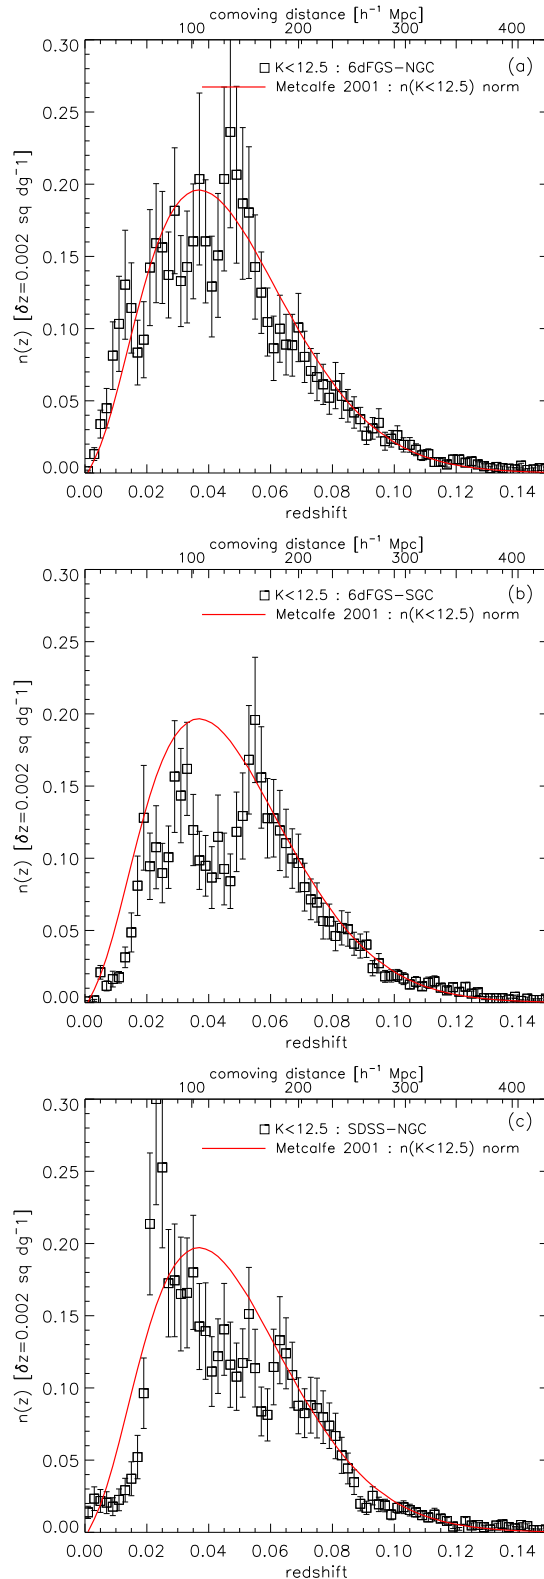 comoving distance [h⁻¹ Mpc]
100 200 300 400
0.30
K<12.5 : 6dFGS−NGC (a)
Metcalfe 2001 : n(K<12.5) norm
0.25
0.20
0.15
0.10
0.05
0.00
n(z) [δz=0.002 sq dg⁻¹]
0.00 0.02 0.04 0.06 0.08 0.10 0.12 0.14
redshift
comoving distance [h⁻¹ Mpc]
100 200 300 400
0.30
K<12.5 : 6dFGS−SGC (b)
Metcalfe 2001 : n(K<12.5) norm
0.25
0.20
0.15
0.10
0.05
0.00
n(z) [δz=0.002 sq dg⁻¹]
0.00 0.02 0.04 0.06 0.08 0.10 0.12 0.14
redshift
comoving distance [h⁻¹ Mpc]
100 200 300 400
0.30
K<12.5 : SDSS−NGC (c)
Metcalfe 2001 : n(K<12.5) norm
0.25
0.20
0.15
0.10
0.05
0.00
n(z) [δz=0.002 sq dg⁻¹]
0.00 0.02 0.04 0.06 0.08 0.10 0.12 0.14
redshift